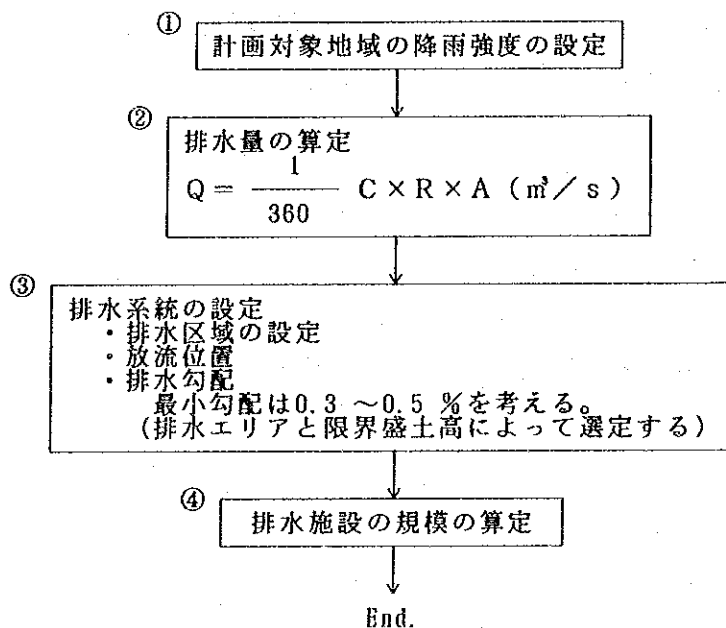 ①
計画対象地域の降雨強度の設定
②
排水量の算定
Q = 1/360 C×R×A (㎥/s)
③
排水系統の設定
・排水区域の設定
・放流位置
・排水勾配
最小勾配は0.3 ~0.5 %を考える。
(排水エリアと限界盛土高によって選定する)
④
排水施設の規模の算定
End.